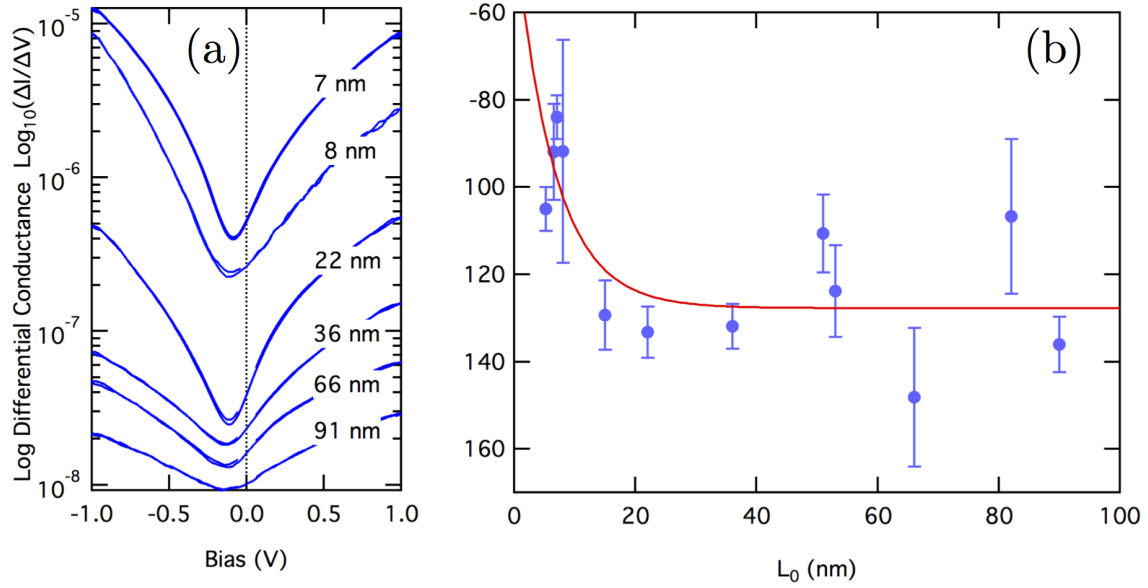 (a)
Log Differential Conductance Log₁₀(ΔI/ΔV)
10⁻⁵
10⁻⁶
10⁻⁷
10⁻⁸
7 nm
8 nm
22 nm
36 nm
66 nm
91 nm
-1.0 -0.5 0.0 0.5 1.0
Bias (V)
(b)
-60
-80
100
120
140
160
0 20 40 60 80 100
L₀ (nm)